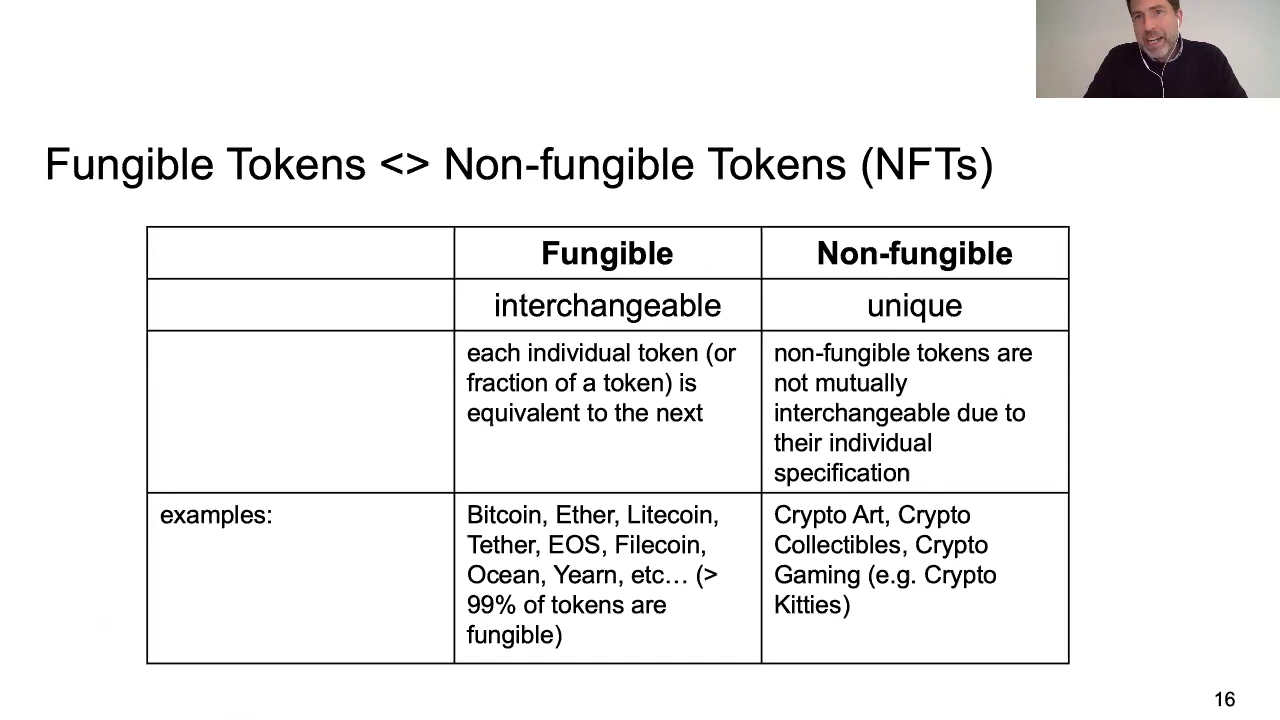 Fungible Tokens <> Non-fungible Tokens (NFTs)
Fungible
Non-fungible
interchangeable
unique
each individual token (or
fraction of a token) is
equivalent to the next
non-fungible tokens are
not mutually
interchangeable due to
their individual
specification
examples:
Bitcoin, Ether, Litecoin,
Tether, EOS, Filecoin,
Ocean, Yearn, etc… (>
99% of tokens are
fungible)
Crypto Art, Crypto
Collectibles, Crypto
Gaming (e.g. Crypto
Kitties)
16